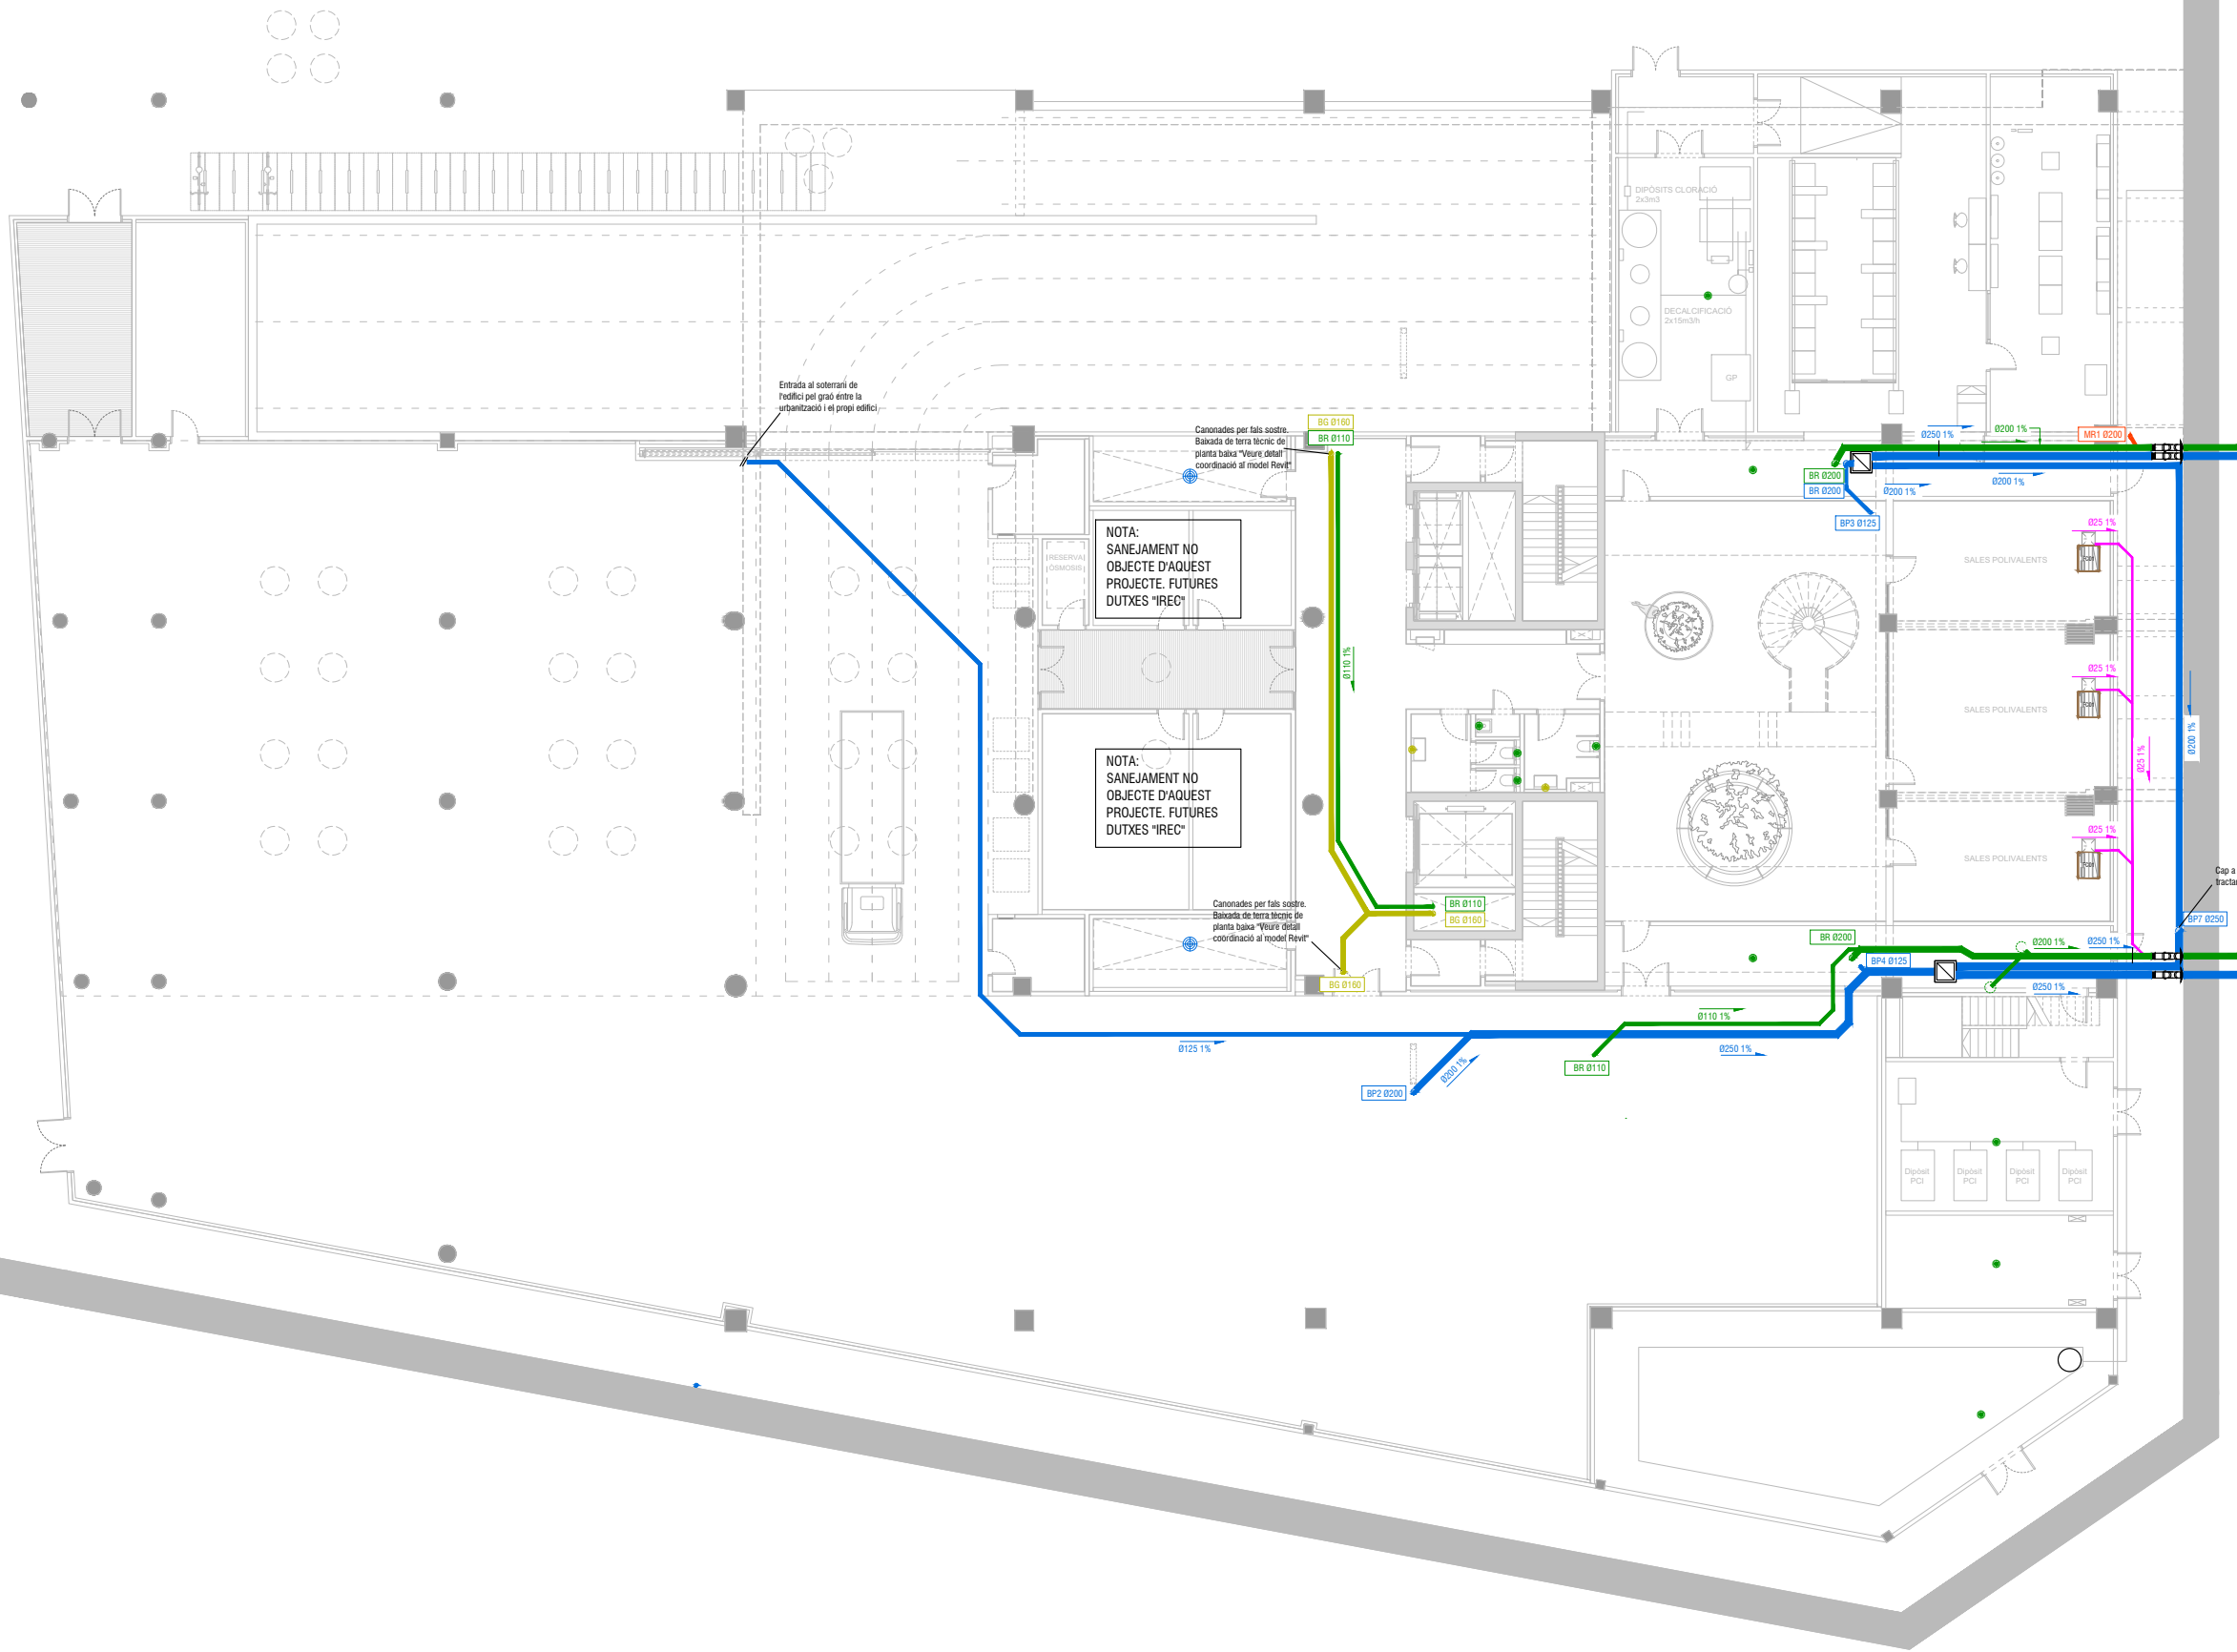 DIPÒSITS CLORACIÓ
2x3m3
DECALCIFICACIÓ
2x15m3/h
GP
Entrada al soterrani de
l'edifici pel graó entre la
urbanització i el propi edifici
BG Ø160
BR Ø110
Canonades per fals sostre.
Baixada de terra tècnic de
planta baixa "Veure detall
coordinació al model Revit"
Ø250 1%
Ø200 1%
MR1 Ø200
BR Ø200
BR Ø200
Ø200 1%
Ø200 1%
BP3 Ø125
NOTA:
SANEJAMENT NO
OBJECTE D'AQUEST
PROJECTE. FUTURES
DUTXES "IREC"
RESERVA
ÒSMOSIS
Ø25 1%
SALES POLIVALENTS
Ø110 1%
Ø25 1%
SALES POLIVALENTS
Ø25 1%
Ø200 1%
NOTA:
SANEJAMENT NO
OBJECTE D'AQUEST
PROJECTE. FUTURES
DUTXES "IREC"
Ø25 1%
SALES POLIVALENTS
Cap a
BP7 Ø250
Canonades per fals sostre.
Baixada de terra tècnic de
planta baixa "Veure detall
coordinació al model Revit"
BR Ø110
BG Ø160
BR Ø200
Ø200 1%
Ø250 1%
BP4 Ø125
BG Ø160
Ø250 1%
Ø110 1%
Ø125 1%
Ø250 1%
Ø200 1%
BR Ø110
BP2 Ø200
Dipòsit
PCI
Dipòsit
PCI
Dipòsit
PCI
Dipòsit
PCI